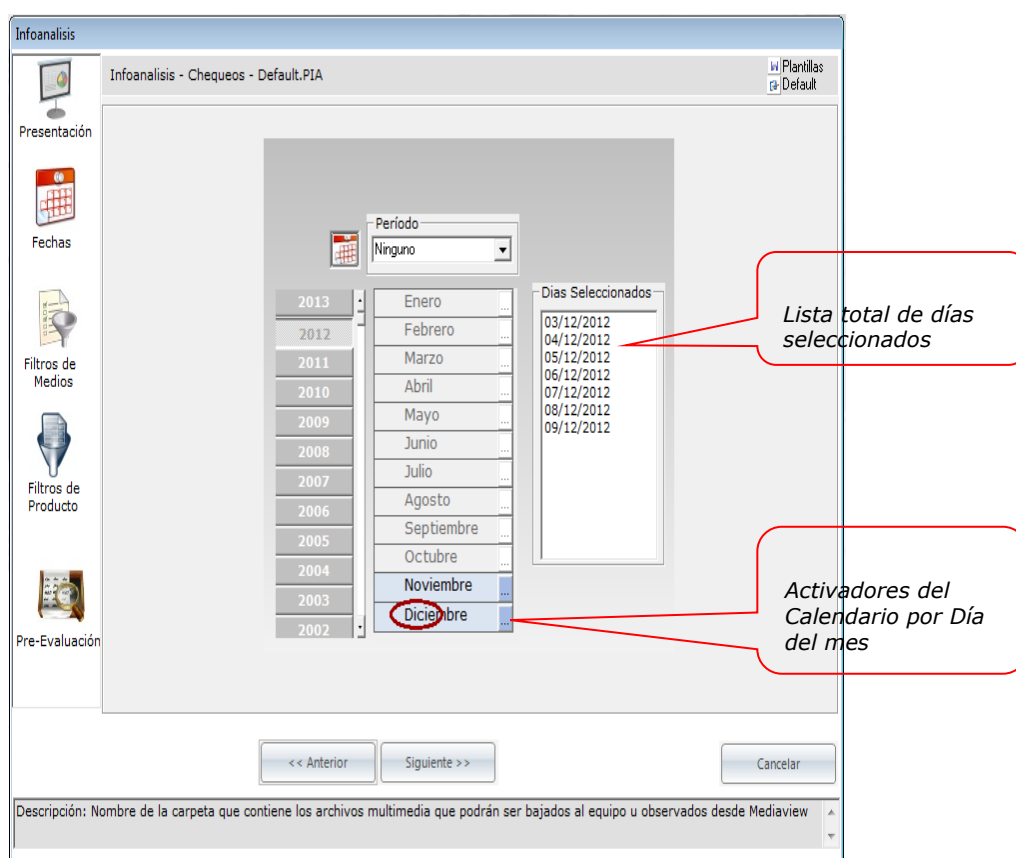 Infoanalisis
Infoanalisis - Chequeos - Default.PIA
Plantillas
Default
Presentación
Fechas
Filtros de
Medios
Filtros de
Producto
Pre-Evaluación
Período
Ninguno
2013
2012
2011
2010
2009
2008
2007
2006
2005
2004
2003
2002
Enero
...
Febrero
...
Marzo
...
Abril
...
Mayo
...
Junio
...
Julio
...
Agosto
...
Septiembre
...
Octubre
...
Noviembre
...
Diciembre
...
Dias Seleccionados
03/12/2012
04/12/2012
05/12/2012
06/12/2012
07/12/2012
08/12/2012
09/12/2012
Lista total de días
seleccionados
Activadores del
Calendario por Día
del mes
<< Anterior
Siguiente >>
Cancelar
Descripción: Nombre de la carpeta que contiene los archivos multimedia que podrán ser bajados al equipo u observados desde Mediaview